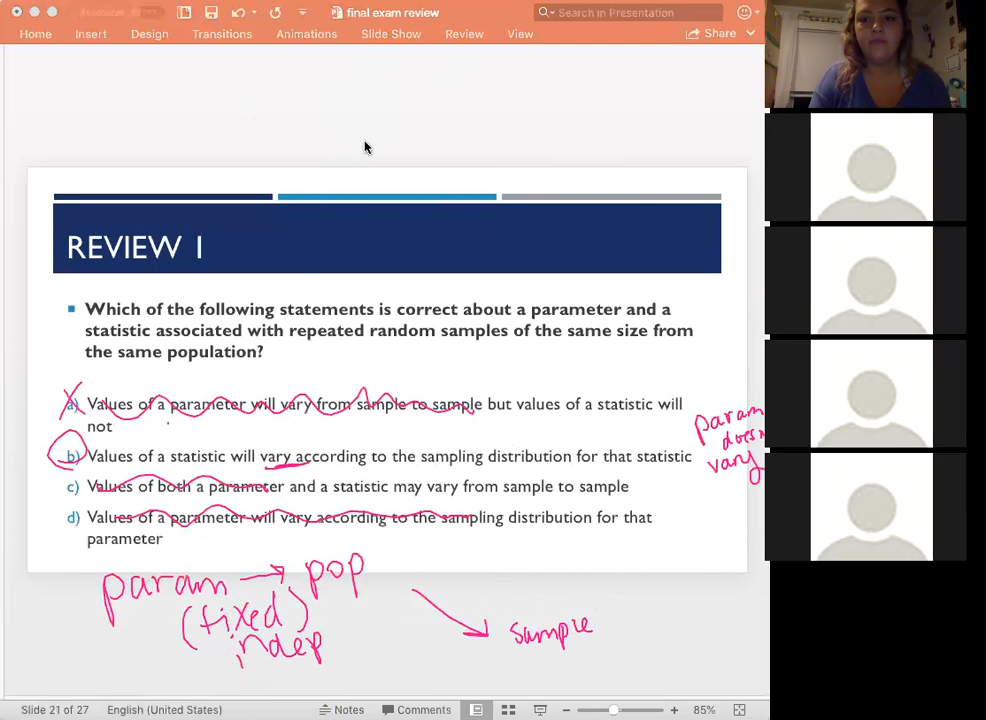 final exam review
Search in Presentation
Home Insert Design Transitions Animations Slide Show Review View Share
REVIEW 1
Which of the following statements is correct about a parameter and a
statistic associated with repeated random samples of the same size from
the same population?
a) Values of a parameter will vary from sample to sample but values of a statistic will
not
b) Values of a statistic will vary according to the sampling distribution for that statistic
c) Values of both a parameter and a statistic may vary from sample to sample
d) Values of a parameter will vary according to the sampling distribution for that
parameter
param
vary
param → pop
(fixed)
indep
sample
Slide 21 of 27 English (United States) Notes Comments 85%